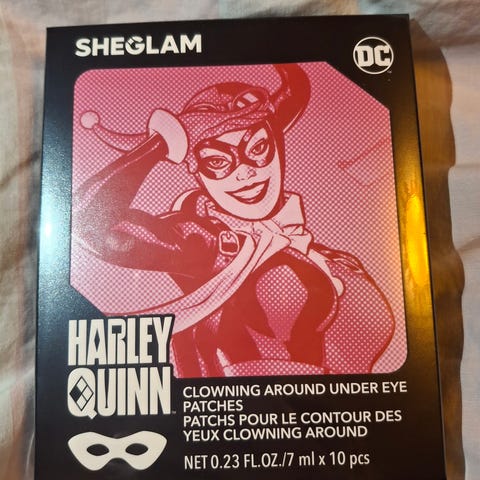 SHEGLAM
DC
HARLEY
QUINN™
CLOWNING AROUND UNDER EYE
PATCHES
PATCHS POUR LE CONTOUR DES
YEUX CLOWNING AROUND
NET 0.23 FL.OZ./7 ml x 10 pcs